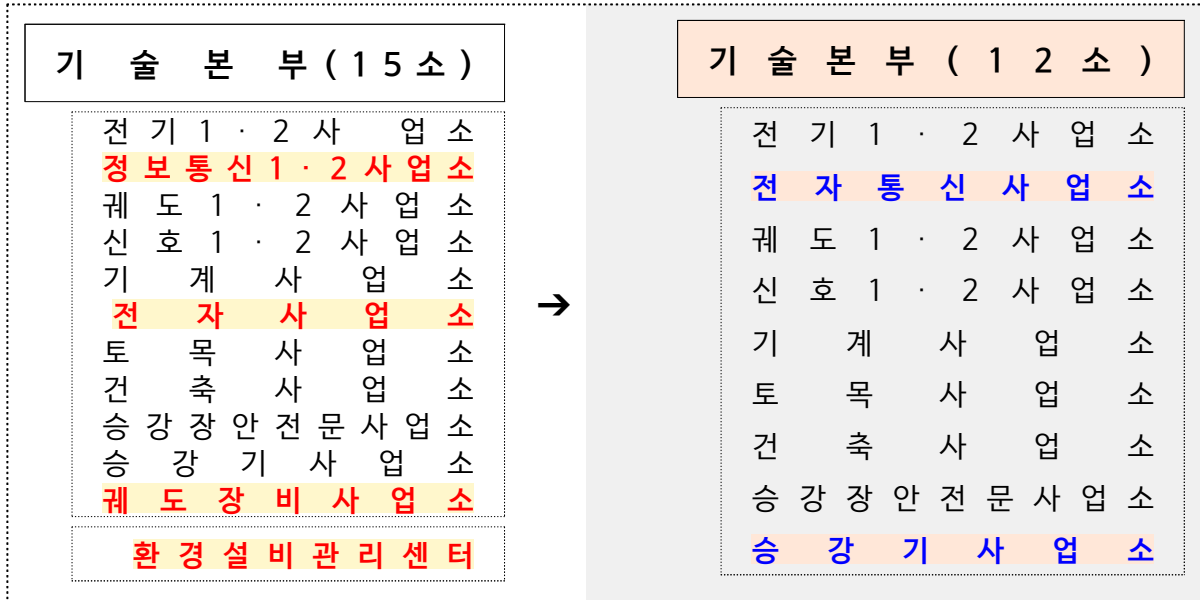 기술본부(15소)
전기1·2사업소
정보통신1·2사업소
궤도1·2사업소
신호1·2사업소
기계사업소
전자사업소
토목사업소
건축사업소
승강장안전문사업소
승강기사업소
궤도장비사업소
환경설비관리센터
➔
기술본부(12소)
전기1·2사업소
전자통신사업소
궤도1·2사업소
신호1·2사업소
기계사업소
토목사업소
건축사업소
승강장안전문사업소
승강기사업소